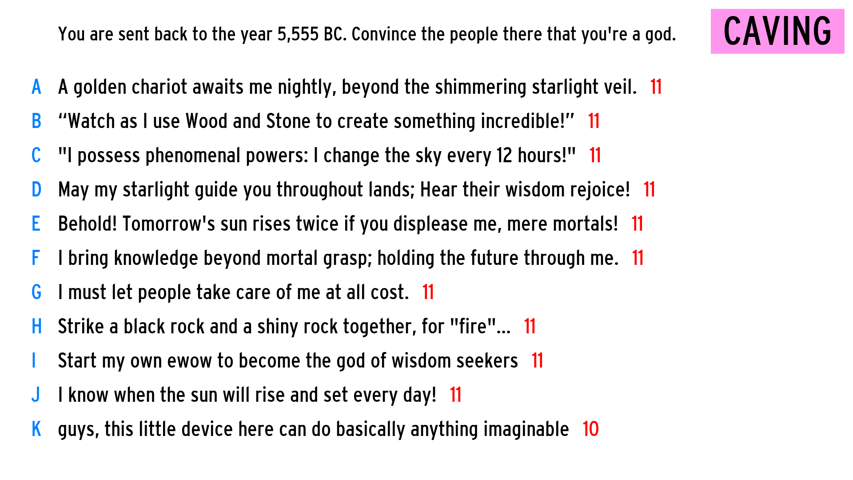 You are sent back to the year 5,555 BC. Convince the people there that you're a god.
CAVING
A A golden chariot awaits me nightly, beyond the shimmering starlight veil. 11
B “Watch as I use Wood and Stone to create something incredible!” 11
C "I possess phenomenal powers: I change the sky every 12 hours!" 11
D May my starlight guide you throughout lands; Hear their wisdom rejoice! 11
E Behold! Tomorrow's sun rises twice if you displease me, mere mortals! 11
F I bring knowledge beyond mortal grasp; holding the future through me. 11
G I must let people take care of me at all cost. 11
H Strike a black rock and a shiny rock together, for "fire"... 11
I Start my own ewow to become the god of wisdom seekers 11
J I know when the sun will rise and set every day! 11
K guys, this little device here can do basically anything imaginable 10